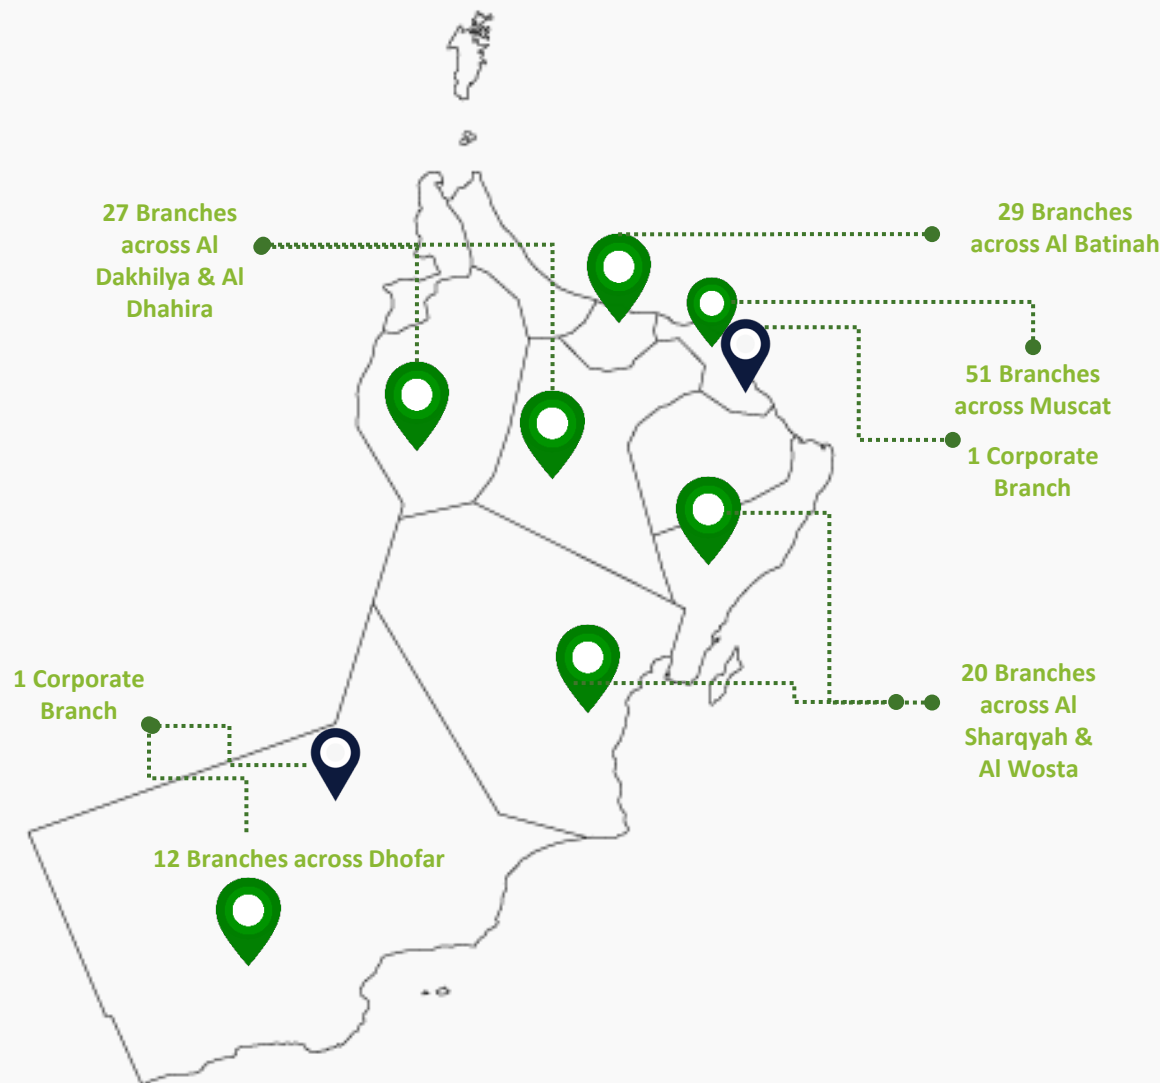 27 Branches
across Al
Dakhilya & Al
Dhahira
29 Branches
across Al Batinah
51 Branches
across Muscat
1 Corporate
Branch
20 Branches
across Al
Sharqyah &
Al Wosta
1 Corporate
Branch
12 Branches across Dhofar